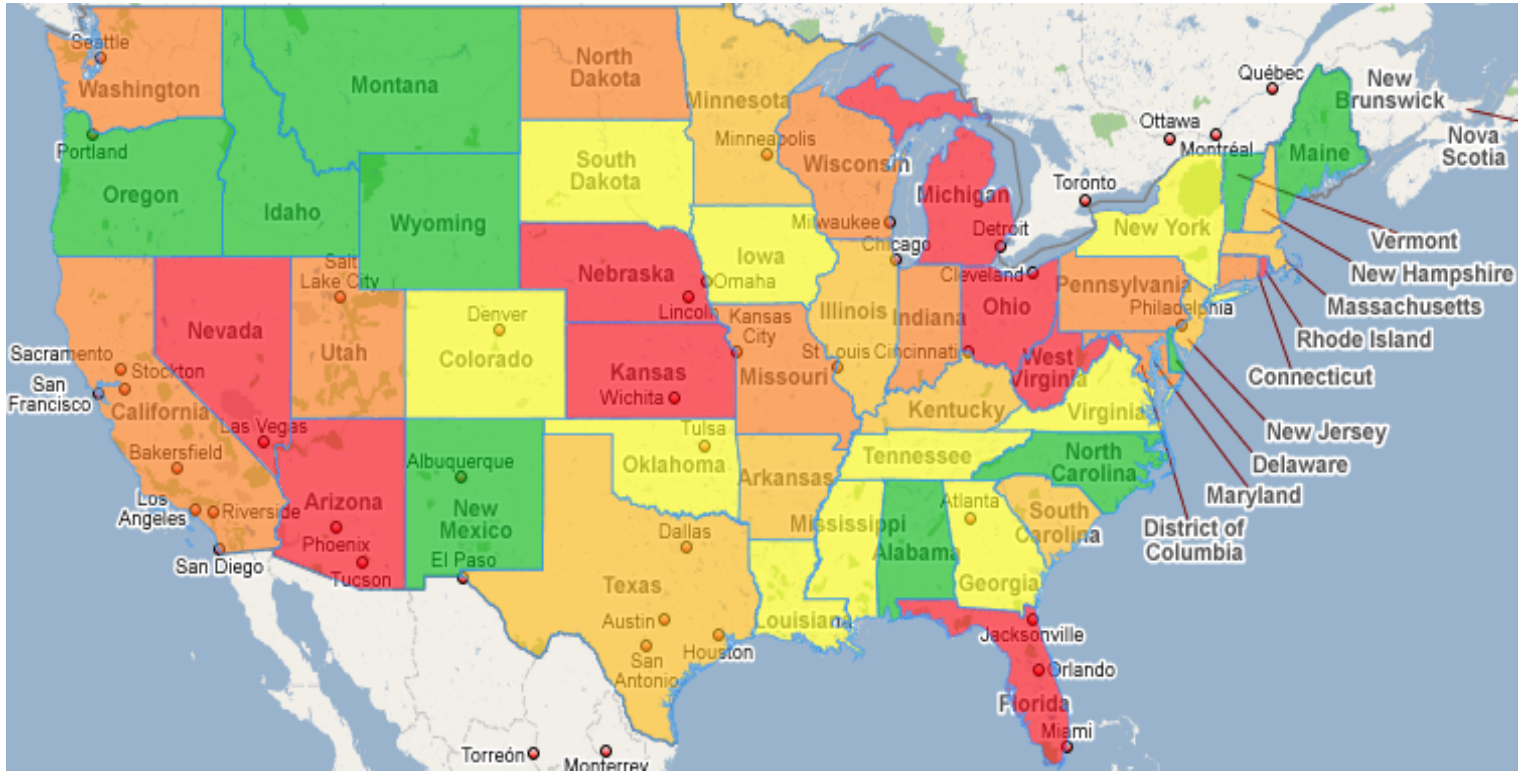 Seattle
Washington
Portland
Oregon
Idaho
Montana
Wyoming
North
Dakota
South
Dakota
Minnesota
Minneapolis
Wisconsin
Milwaukee
Michigan
Detroit
Chicago
Iowa
Omaha
Nebraska
Lincoln
Salt
Lake City
Utah
Nevada
Las Vegas
Sacramento
Stockton
San
Francisco
California
Bakersfield
Los
Angeles
Riverside
San Diego
Arizona
Phoenix
Tucson
Denver
Colorado
Kansas
Wichita
Kansas
City
Missouri
St Louis
Illinois
Indiana
Cincinnati
Cleveland
Ohio
West
Virginia
Virginia
Kentucky
Tennessee
North
Carolina
South
Carolina
Albuquerque
New
Mexico
El Paso
Tulsa
Oklahoma
Arkansas
Dallas
Texas
Austin
San
Antonio
Houston
Louisiana
Mississippi
Alabama
Atlanta
Georgia
Jacksonville
Orlando
Florida
Miami
Torreón
Monterrey
Pennsylvania
Philadelphia
New York
Toronto
Ottawa
Montréal
Québec
Maine
New
Brunswick
Nova
Scotia
Vermont
New Hampshire
Massachusetts
Rhode Island
Connecticut
New Jersey
Delaware
Maryland
District of
Columbia